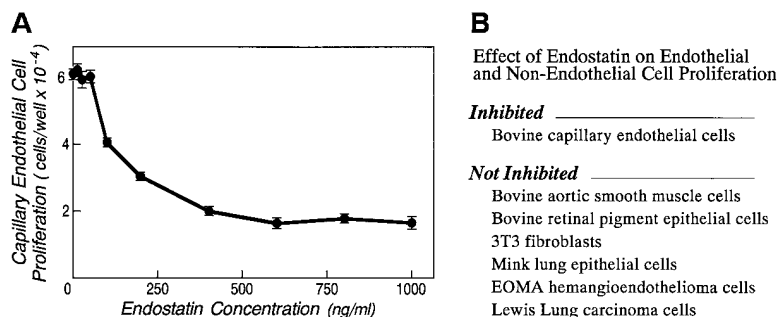 A
Capillary Endothelial Cell
Proliferation (cells/well x 10-4)
6
4
2
0
250
500
750
1000
Endostatin Concentration (ng/ml)
B
Effect of Endostatin on Endothelial
and Non-Endothelial Cell Proliferation
Inhibited
Bovine capillary endothelial cells
Not Inhibited
Bovine aortic smooth muscle cells
Bovine retinal pigment epithelial cells
3T3 fibroblasts
Mink lung epithelial cells
EOMA hemangioendothelioma cells
Lewis Lung carcinoma cells